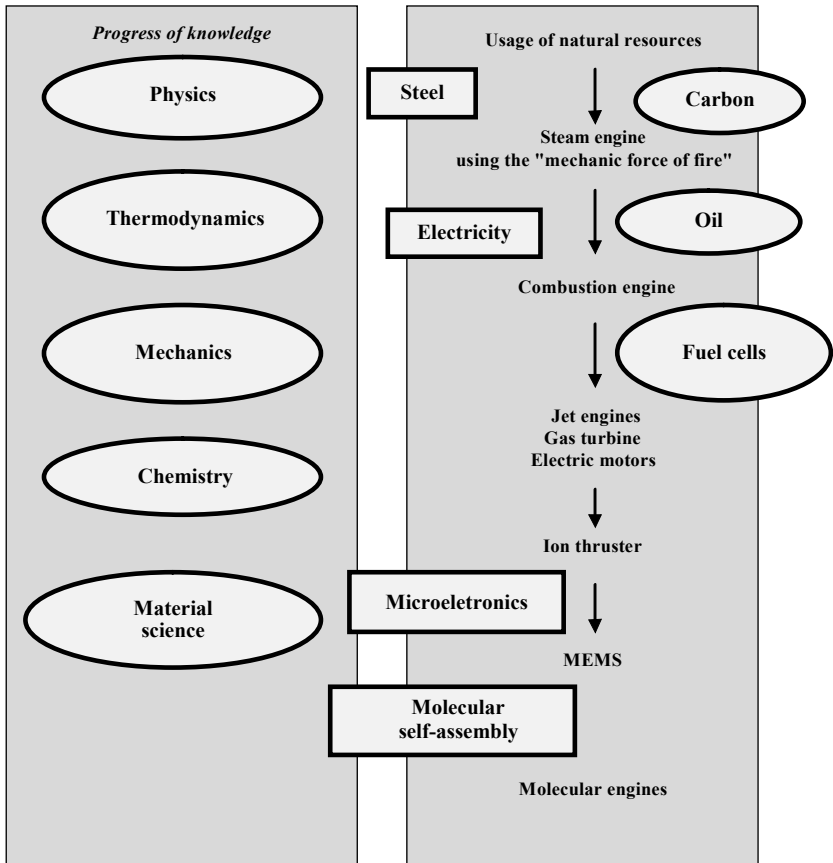 Progress of knowledge
Physics
Thermodynamics
Mechanics
Chemistry
Material
science
Steel
Electricity
Microeletronics
Molecular
self-assembly
Usage of natural resources
Steam engine
using the "mechanic force of fire"
Combustion engine
Jet engines
Gas turbine
Electric motors
Ion thruster
MEMS
Molecular engines
Carbon
Oil
Fuel cells